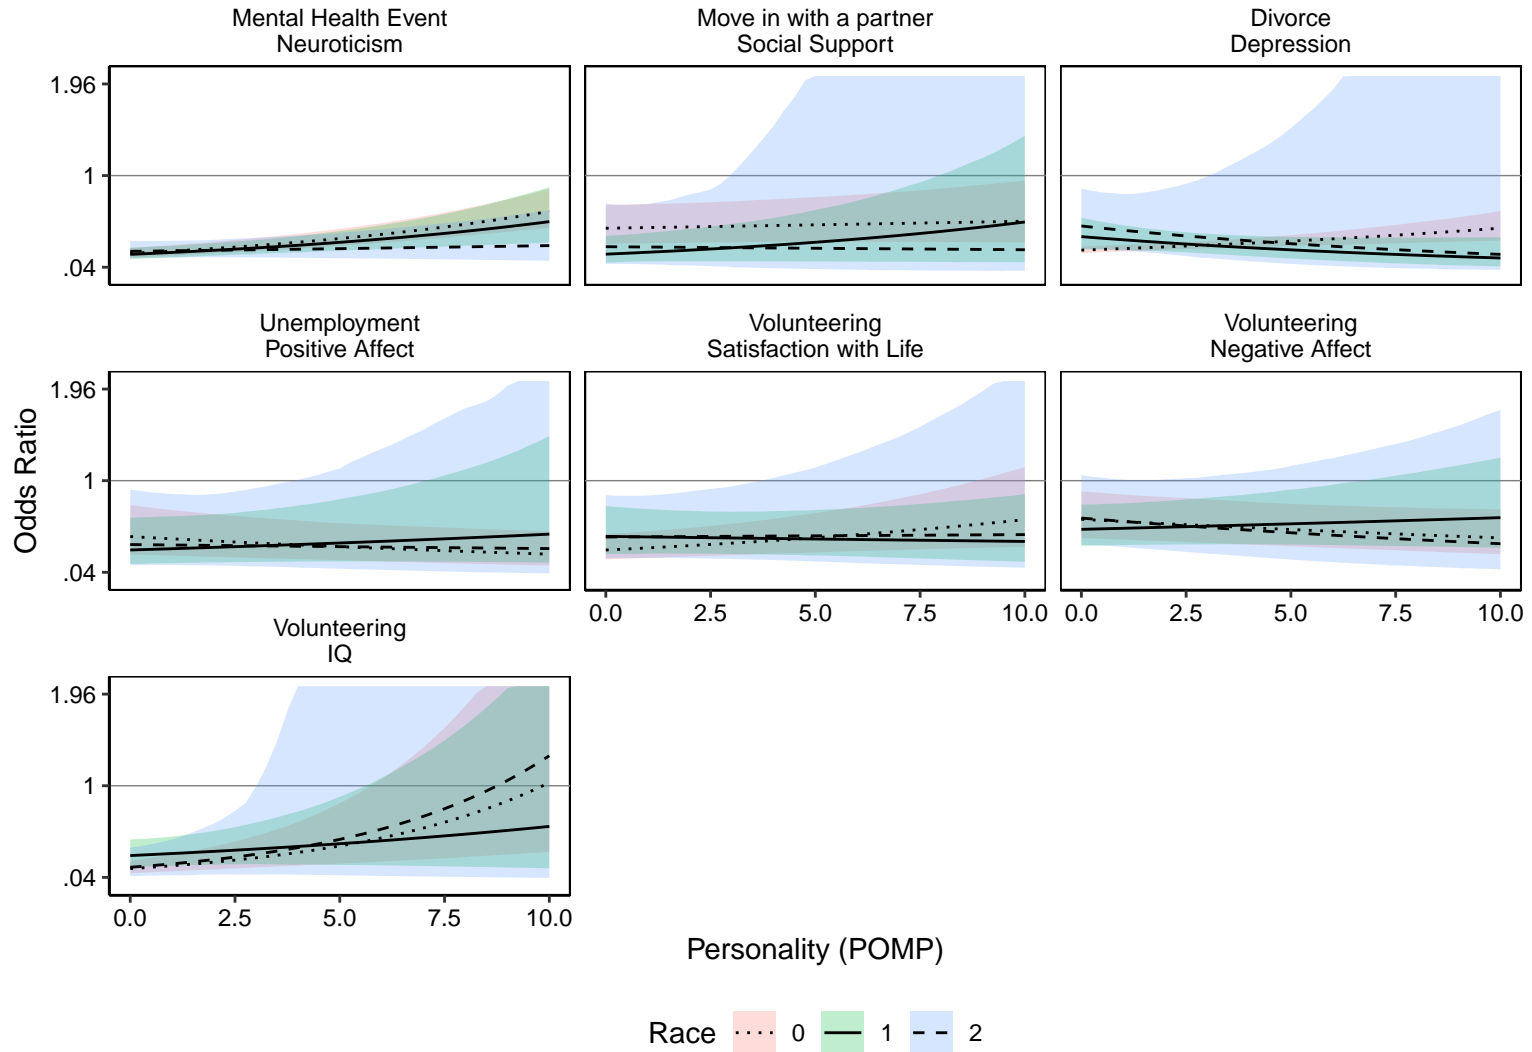 Mental Health Event
Neuroticism
Move in with a partner
Social Support
Divorce
Depression
1.96
1
.04
Unemployment
Positive Affect
Volunteering
Satisfaction with Life
Volunteering
Negative Affect
1.96
1
.04
0.0 2.5 5.0 7.5 10.0
0.0 2.5 5.0 7.5 10.0
Volunteering
IQ
1.96
1
.04
0.0 2.5 5.0 7.5 10.0
Odds Ratio
Personality (POMP)
Race 0 1 2